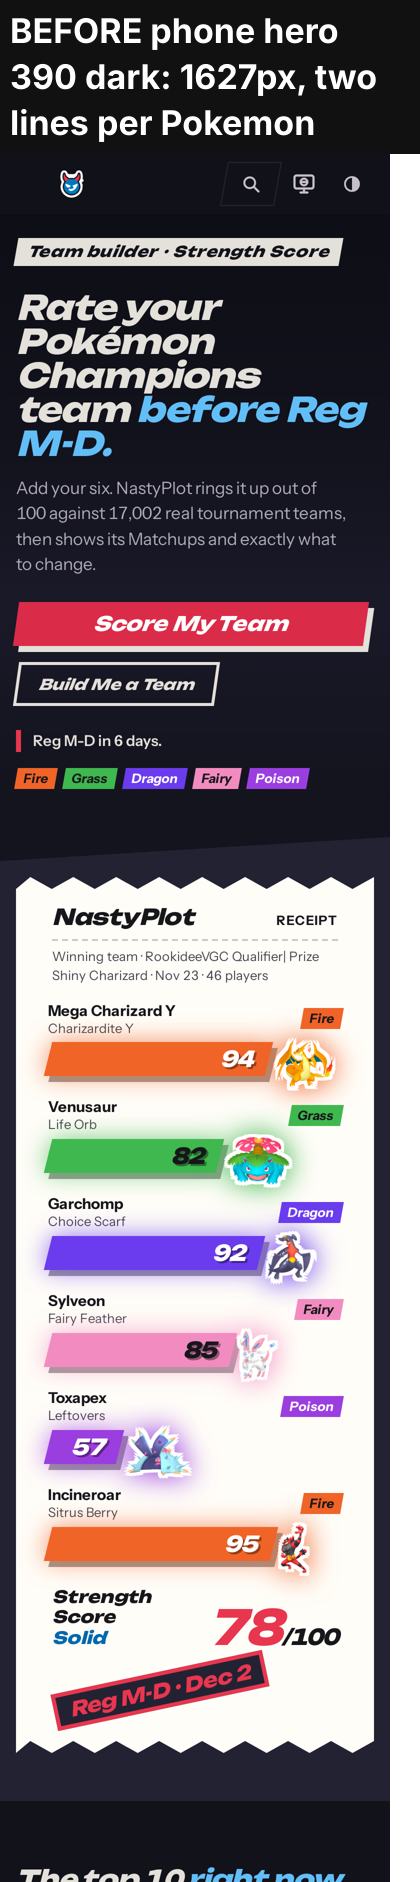 BEFORE phone hero
390 dark: 1627px, two
lines per Pokemon
Team builder · Strength Score
Rate your
Pokémon
Champions
team before Reg
M-D.
Add your six. NastyPlot rings it up out of
100 against 17,002 real tournament teams,
then shows its Matchups and exactly what
to change.
Score My Team
Build Me a Team
Reg M-D in 6 days.
Fire Grass Dragon Fairy Poison
NastyPlot RECEIPT
Winning team · RookideeVGC Qualifier| Prize
Shiny Charizard · Nov 23 · 46 players
Mega Charizard Y
Fire
Charizardite Y
94
Venusaur
Grass
Life Orb
82
Garchomp
Dragon
Choice Scarf
92
Sylveon
Fairy
Fairy Feather
85
Toxapex
Poison
Leftovers
57
Incineroar
Fire
Sitrus Berry
95
Strength
Score
Solid
78/100
Reg M-D · Dec 2
The top 10 right now